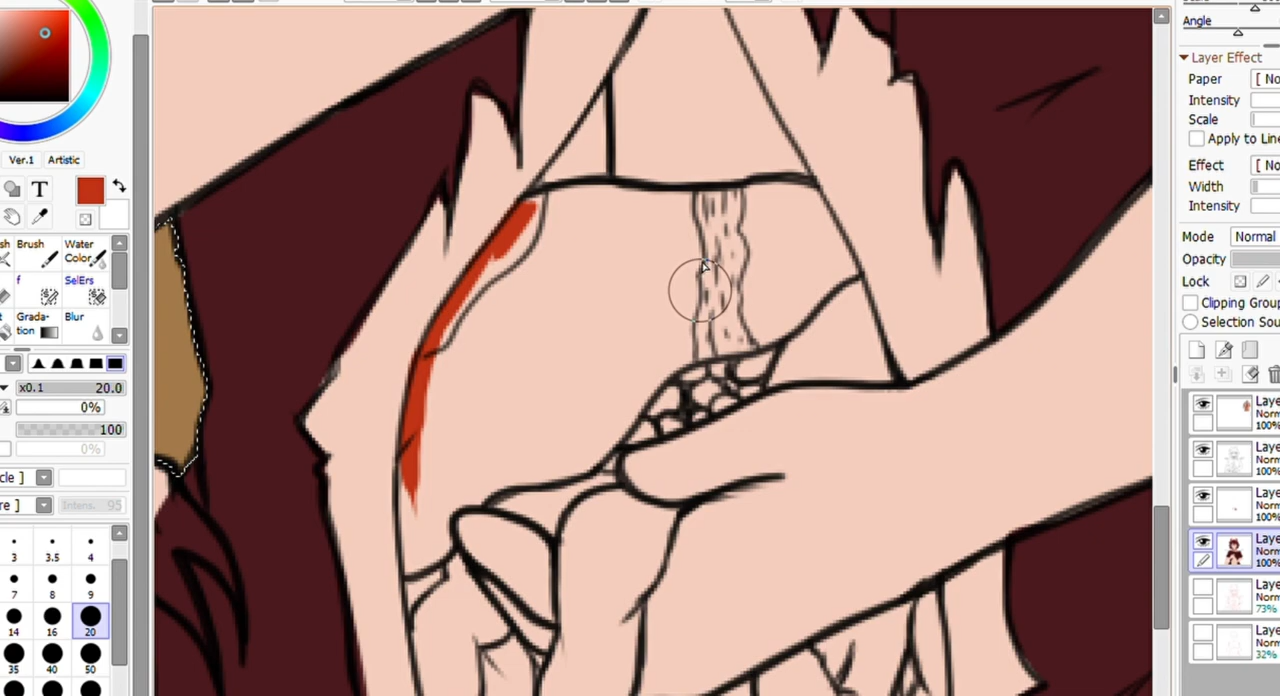 Angle
Layer Effect
Paper [ No
Intensity
Scale
Apply to Line
Effect [ No
Width
Intensity
Mode Normal
Opacity
Lock
Clipping Group
Selection Sou
Ver.1 Artistic
T
sh Brush Water
Color
f SelErs
t Grada- Blur
tion
x0.1 20.0
0%
100
0%
cle ]
re ] Intens. 95
3 3.5 4
7 8 9
14 16 20
35 40 50
Laye
Norm
100%
Laye
Norm
100%
Laye
Norm
100%
Laye
Norm
100%
Laye
Norm
73%
Laye
Norm
32%